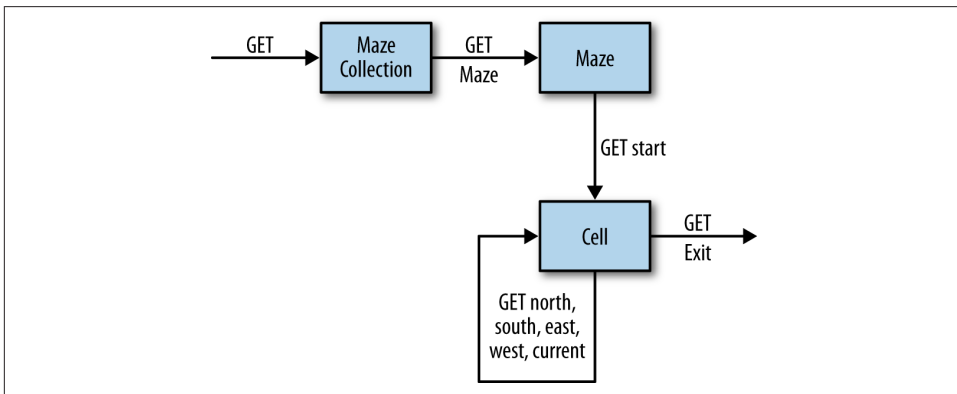 GET
Maze
Collection
GET
Maze
Maze
GET start
Cell
GET
Exit
GET north,
south, east,
west, current